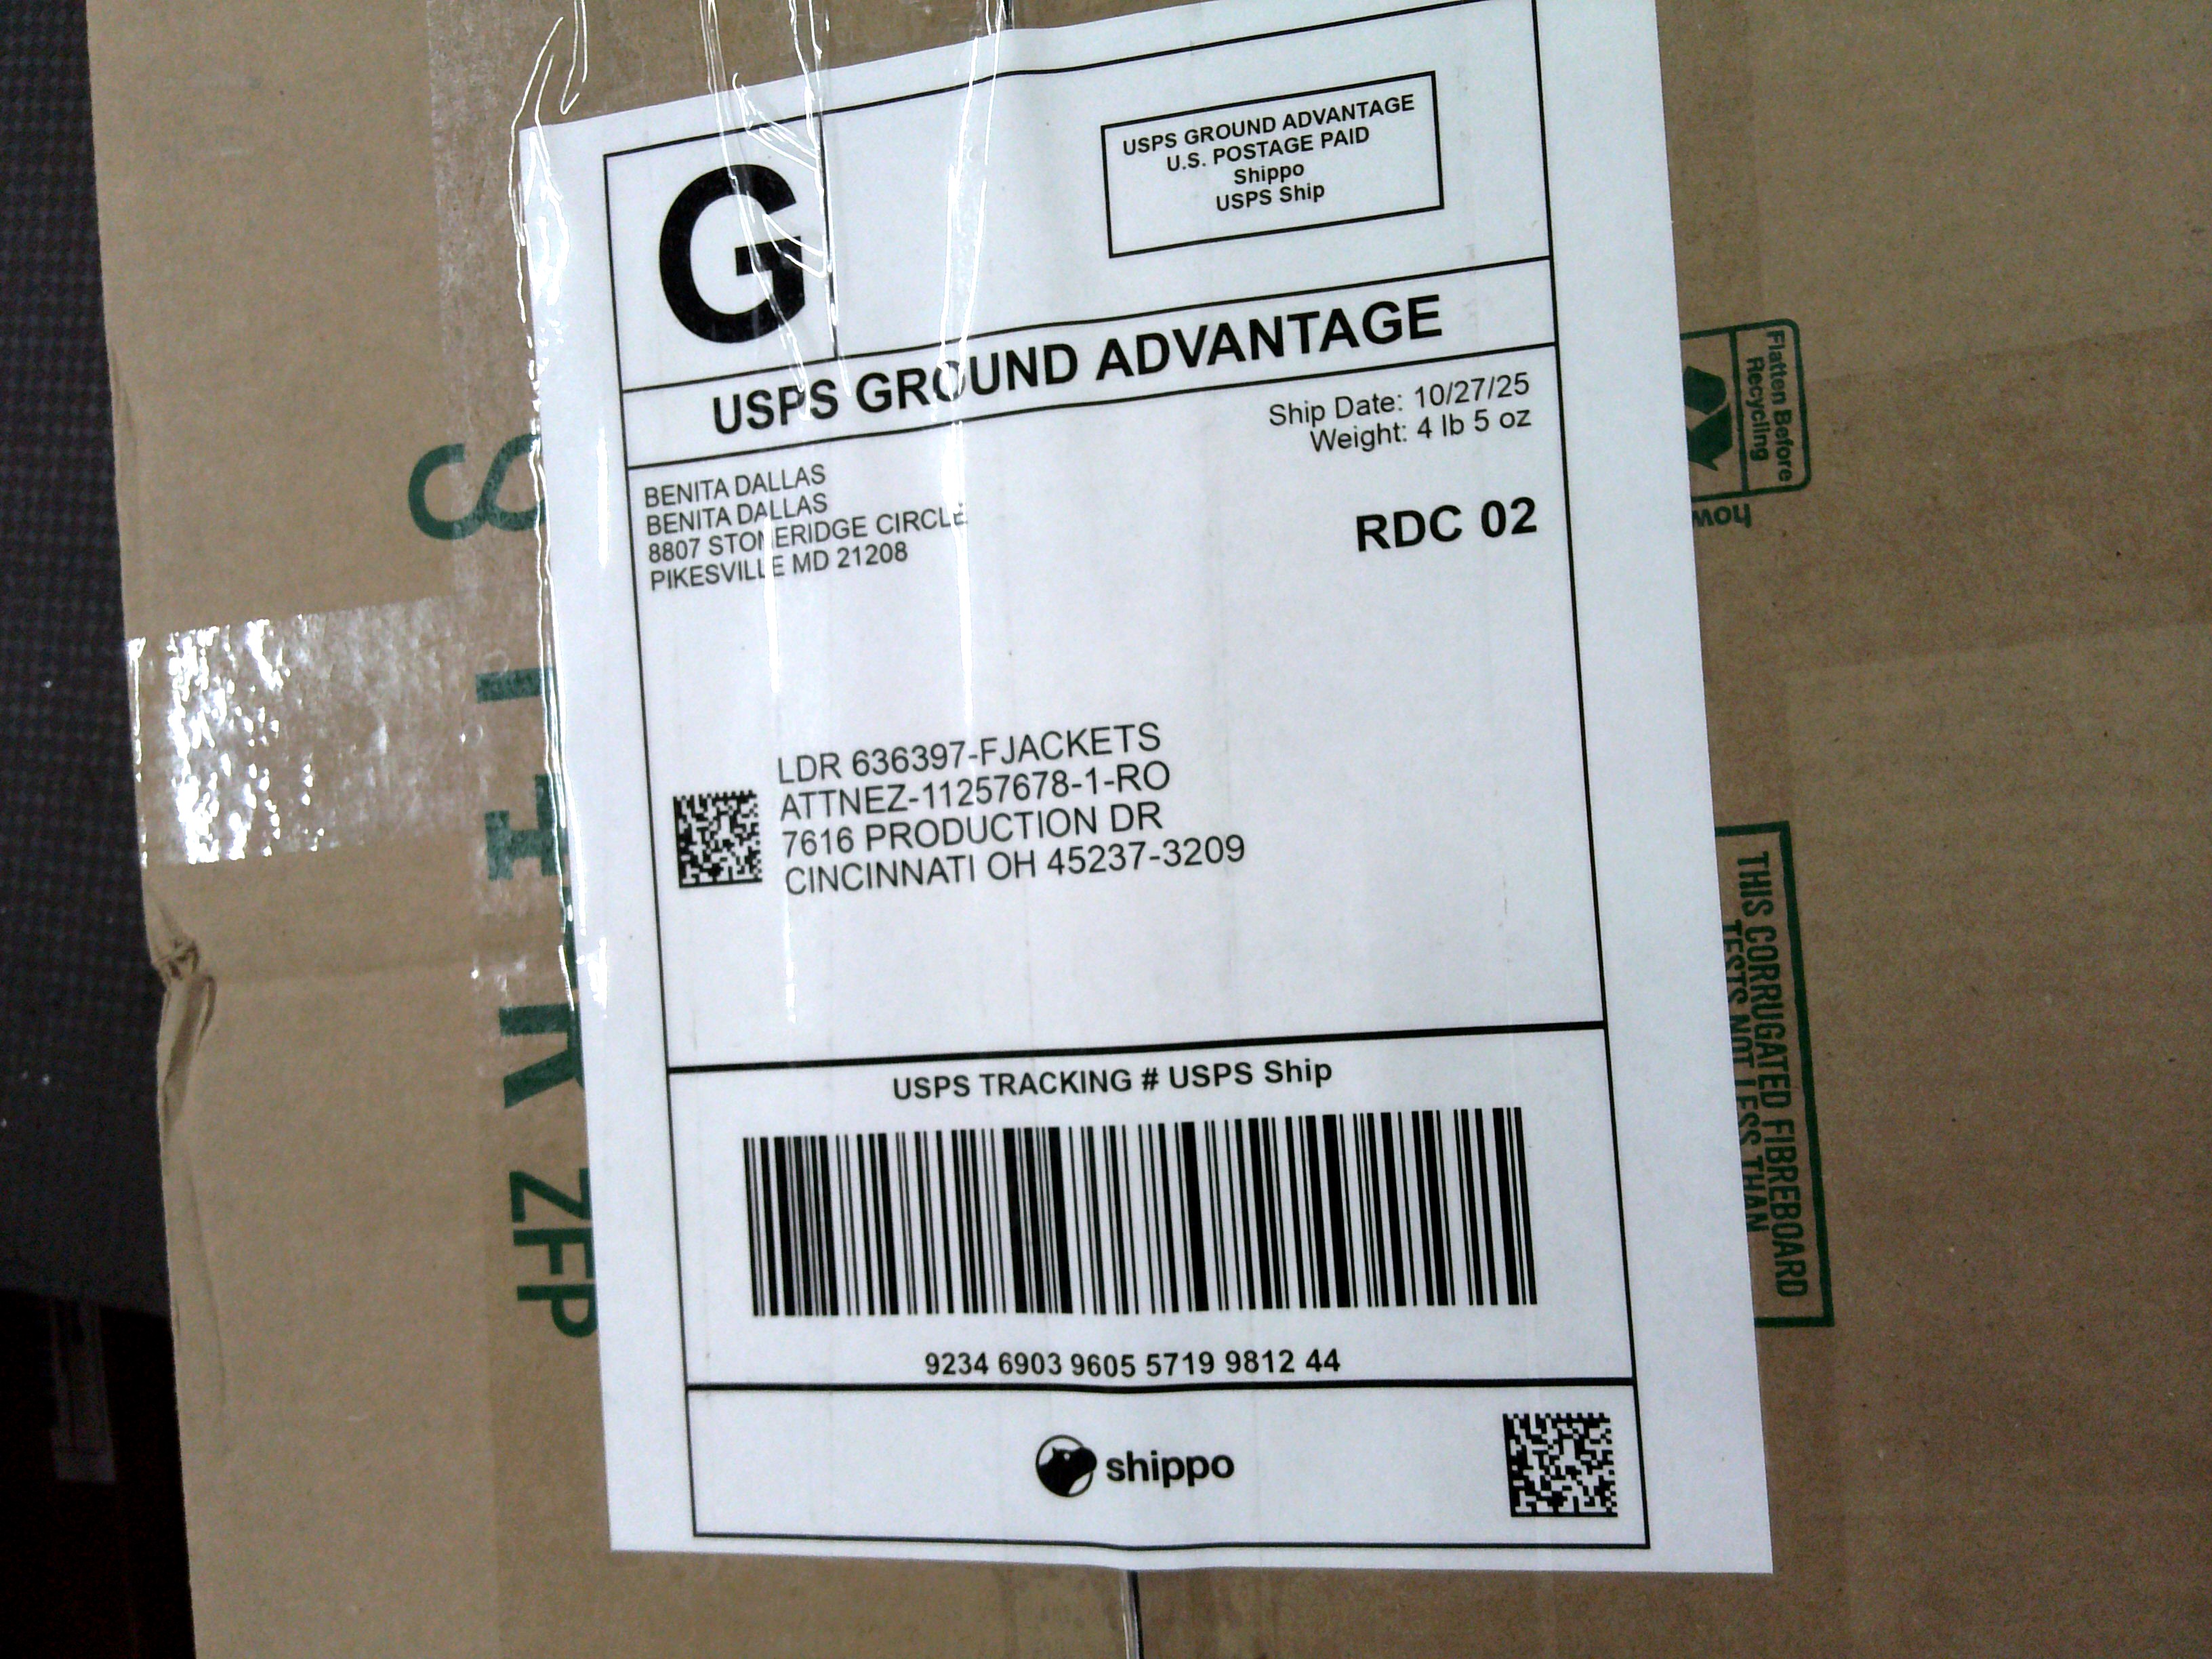 G
USPS GROUND ADVANTAGE
U.S. POSTAGE PAID
Shippo
USPS Ship
USPS GROUND ADVANTAGE
Ship Date: 10/27/25
Weight: 4 lb 5 oz
RDC 02
BENITA DALLAS
BENITA DALLAS
8807 STONERIDGE CIRCLE
PIKESVILLE MD 21208
LDR 636397-FJACKETS
ATTNEZ-11257678-1-RO
7616 PRODUCTION DR
CINCINNATI OH 45237-3209
USPS TRACKING # USPS Ship
9234 6903 9605 5719 9812 44
shippo
Flatten Before
Recycling
how
THIS CORRUGATED FIBREBOARD
TESTS NOT LESS THAN
ZFP